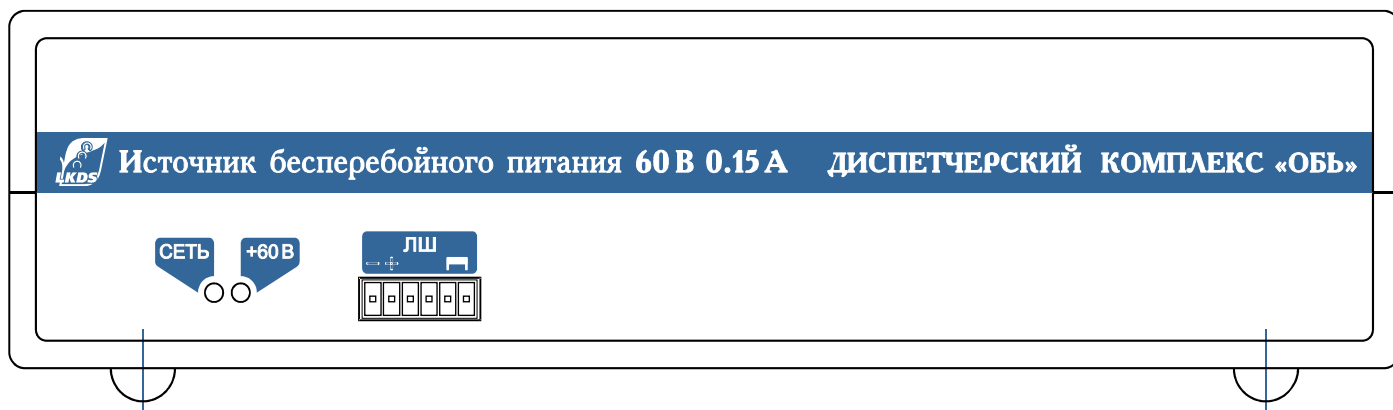 LKDS Источник бесперебойного питания 60 В 0.15 А ДИСПЕТЧЕРСКИЙ КОМПЛЕКС «ОБЬ»
СЕТЬ +60 В ЛШ
− +